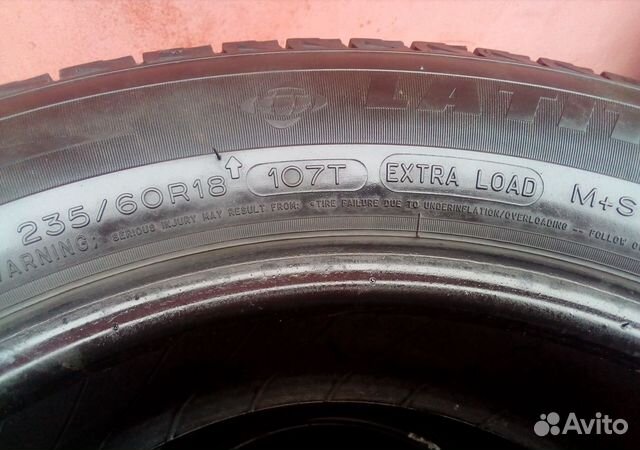 LATIT
235/60R18 107T EXTRA LOAD M+S
WARNING: SERIOUS INJURY MAY RESULT FROM: •TIRE FAILURE DUE TO UNDERINFLATION/OVERLOADING -- FOLLOW O
Avito